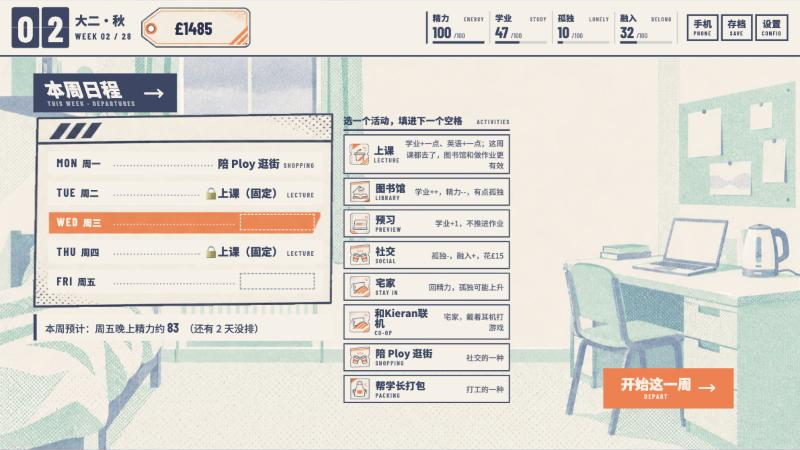 02
大二·秋
WEEK 02 / 28
£1485
精力 ENERGY
100 /100
学业 STUDY
47 /100
孤独 LONELY
10 /100
融入 BELONG
32 /100
手机
PHONE
存档
SAVE
设置
CONFIG
本周日程 →
THIS WEEK · DEPARTURES
MON 周一 陪 Ploy 逛街 SHOPPING
TUE 周二 上课（固定） LECTURE
WED 周三
THU 周四 上课（固定） LECTURE
FRI 周五
本周预计：周五晚上精力约 83 （还有 2 天没排）
选一个活动，填进下一个空格 ACTIVITIES
上课
LECTURE
学业+一点、英语+一点；这周
课都去了，图书馆和做作业更
有效
图书馆
LIBRARY
学业++，精力--，有点孤独
预习
PREVIEW
学业+1，不推进作业
社交
SOCIAL
孤独-，融入+，花£15
宅家
STAY IN
回精力，孤独可能上升
和Kieran联
机
CO-OP
宅家，戴着耳机打
游戏
陪 Ploy 逛街
SHOPPING
社交的一种
帮学长打包
PACKING
打工的一种
开始这一周 →
DEPART